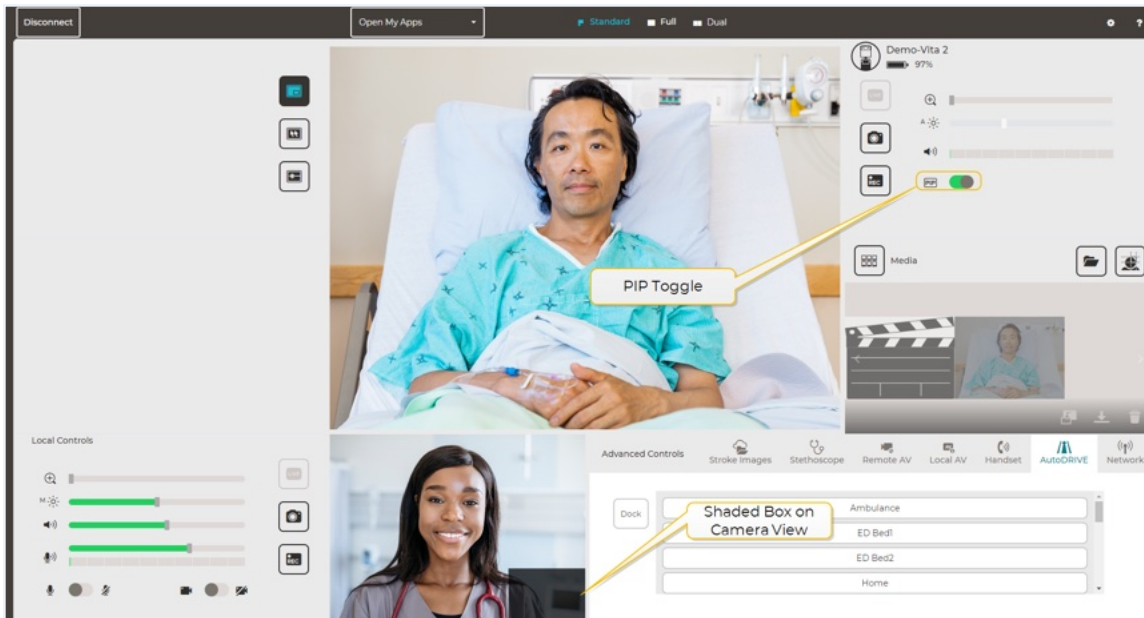 Disconnect
Open My Apps
Standard
Full
Dual
?
Demo-Vita 2
97%
A
REC
PIP
PIP Toggle
Media
Local Controls
M
REC
Advanced Controls
Stroke Images
Stethoscope
Remote AV
Local AV
Handset
AutoDRIVE
Network
Dock
Shaded Box on
Camera View
Ambulance
ED Bed1
ED Bed2
Home